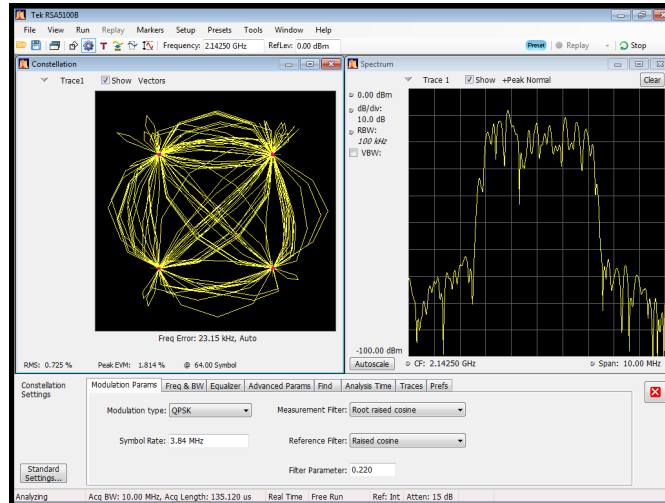 Tek RSA5100B
File View Run Replay Markers Setup Presets Tools Window Help
Frequency: 2.14250 GHz RefLev: 0.00 dBm Preset Replay Stop
Constellation
Trace1 Show Vectors
Freq Error: 23.15 kHz, Auto
RMS: 0.725 % Peak EVM: 1.814 % @ 64.00 Symbol
Spectrum
Trace 1 Show +Peak Normal Clear
0.00 dBm
dB/div:
10.0 dB
RBW:
100 kHz
VBW:
-100.00 dBm
Autoscale CF: 2.14250 GHz Span: 10.00 MHz
Constellation
Settings
Modulation Params Freq & BW Equalizer Advanced Params Find Analysis Time Traces Prefs
Modulation type: QPSK Measurement Filter: Root raised cosine
Symbol Rate: 3.84 MHz Reference Filter: Raised cosine
Filter Parameter: 0.220
Standard
Settings...
Analyzing Acq BW: 10.00 MHz, Acq Length: 135.120 us Real Time Free Run Ref: Int Atten: 15 dB